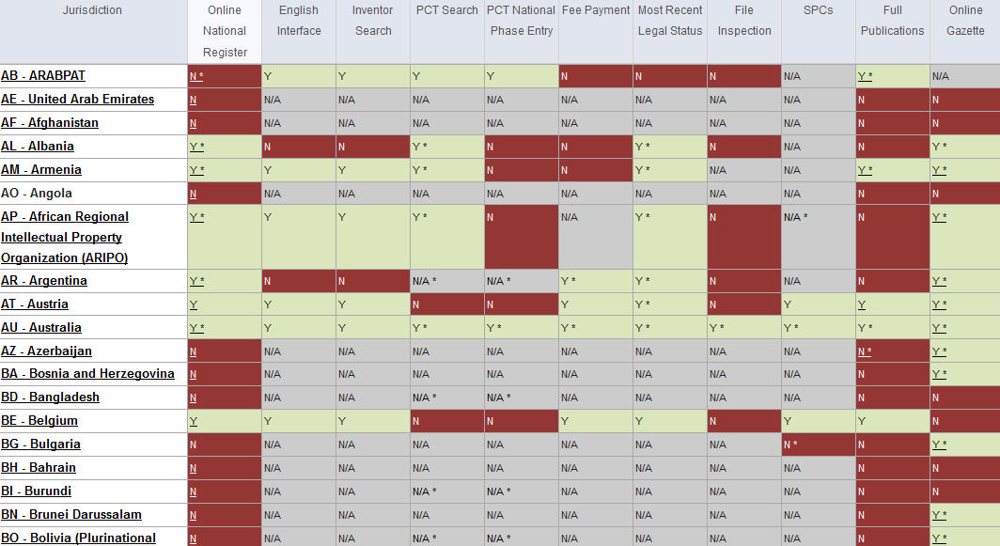 Jurisdiction Online National Register English Interface Inventor Search PCT Search PCT National Phase Entry Fee Payment Most Recent Legal Status File Inspection SPCs Full Publications Online Gazette
AB - ARABPAT N * Y Y Y Y N N N N/A Y * N/A
AE - United Arab Emirates N N/A N/A N/A N/A N/A N/A N/A N/A N N
AF - Afghanistan N N/A N/A N/A N/A N/A N/A N/A N/A N N
AL - Albania Y * N N Y * N N Y * N N/A N Y *
AM - Armenia Y * Y Y Y * N N Y * N/A N/A Y * Y *
AO - Angola N N/A N/A N/A N/A N/A N/A N/A N/A N N
AP - African Regional Intellectual Property Organization (ARIPO) Y * Y Y Y * N N/A Y * N N/A * N Y *
AR - Argentina Y * N N N/A * N/A * Y * Y * N N/A N Y *
AT - Austria Y Y Y N N Y Y * N Y Y Y *
AU - Australia Y * Y Y Y * Y * Y * Y * Y * Y * Y * Y *
AZ - Azerbaijan N N/A N/A N/A N/A N/A N/A N/A N/A N * Y *
BA - Bosnia and Herzegovina N N/A N/A N/A N/A N/A N/A N/A N/A N Y *
BD - Bangladesh N N/A N/A N/A * N/A * N/A N/A N/A N/A N N
BE - Belgium Y Y Y N N Y Y N Y Y N
BG - Bulgaria N N/A N/A N/A N/A N/A N/A N/A N * N Y *
BH - Bahrain N N/A N/A N/A N/A N/A N/A N/A N/A N N
BI - Burundi N N/A N/A N/A * N/A * N/A N/A N/A N/A N N
BN - Brunei Darussalam N N/A N/A N/A N/A N/A N/A N/A N/A N Y *
BO - Bolivia (Plurinational N N/A N/A N/A * N/A * N/A N/A N/A N/A N Y *